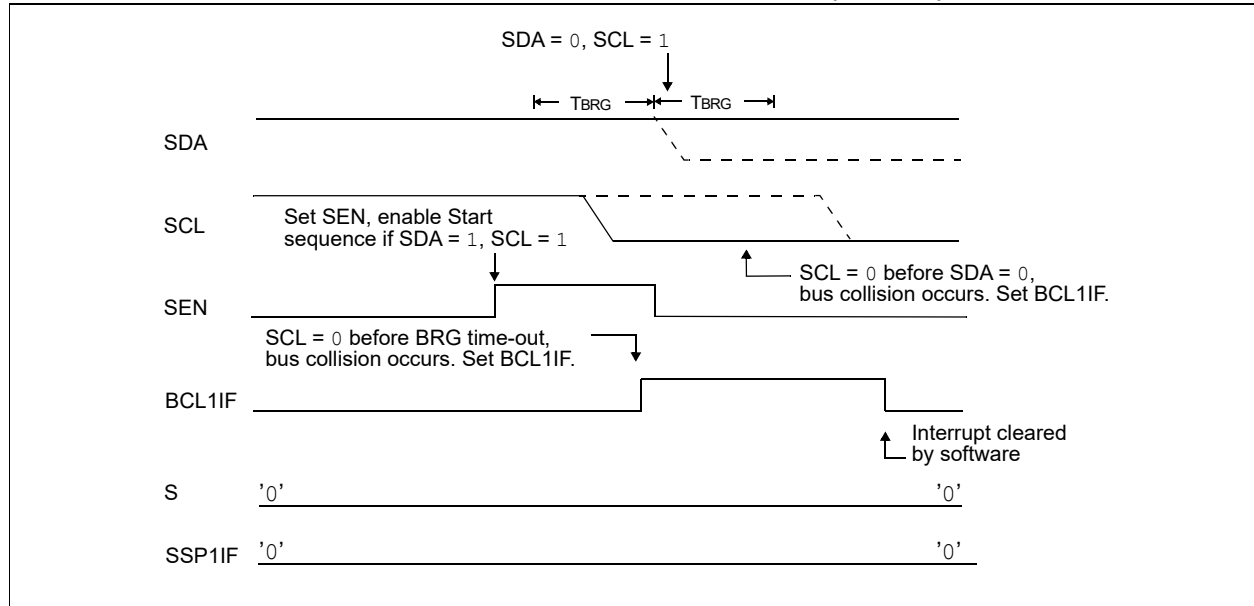 SDA = 0, SCL = 1
TBRG TBRG
SDA
SCL
Set SEN, enable Start
sequence if SDA = 1, SCL = 1
SCL = 0 before SDA = 0,
bus collision occurs. Set BCL1IF.
SEN
SCL = 0 before BRG time-out,
bus collision occurs. Set BCL1IF.
BCL1IF
Interrupt cleared
by software
S '0' '0'
SSP1IF '0' '0'